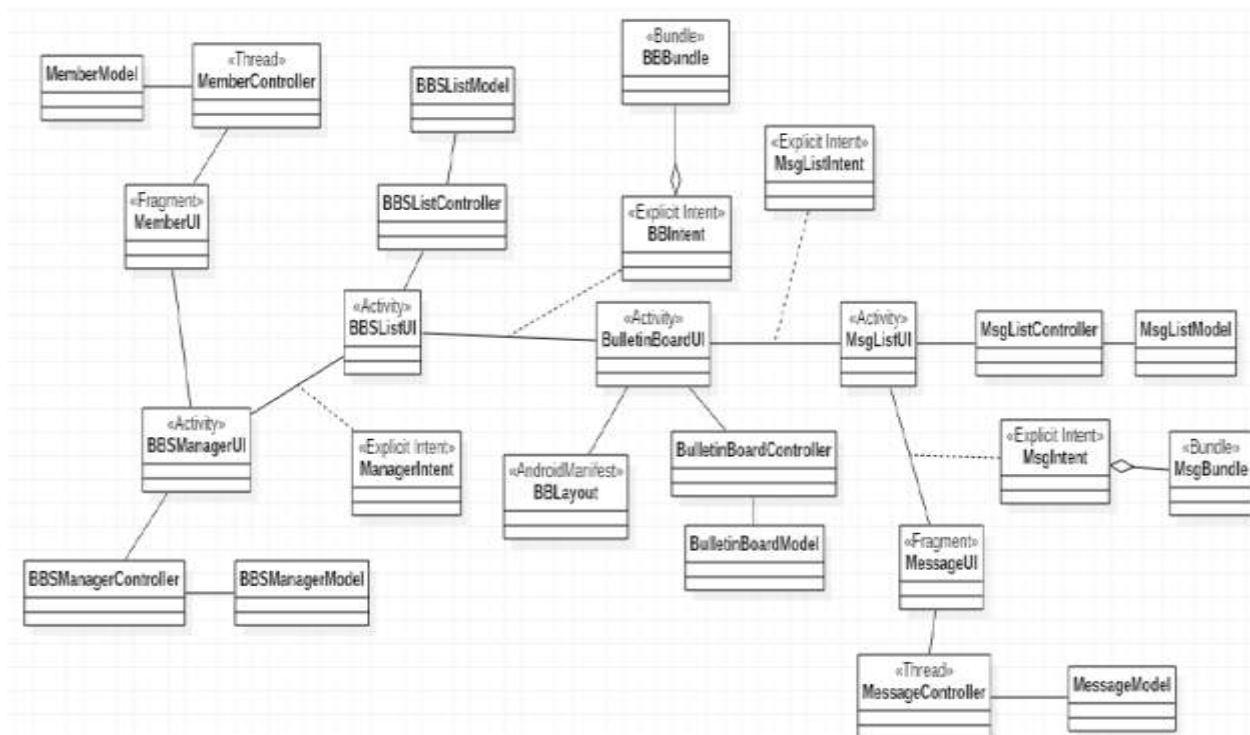 «Bundle»
BBBundle
MemberModel
«Thread»
MemberController
BBSListModel
«Explicit Intent»
MsgListIntent
«Fragment»
MemberUI
BBSListController
«Explicit Intent»
BBIntent
«Activity»
BBSListUI
«Activity»
BulletinBoardUI
«Activity»
MsgListUI
MsgListController
MsgListModel
«Activity»
BBSManagerUI
«Explicit Intent»
ManagerIntent
«AndroidManifest»
BBLayout
BulletinBoardController
«Explicit Intent»
MsgIntent
«Bundle»
MsgBundle
BulletinBoardModel
«Fragment»
MessageUI
BBSManagerController
BBSManagerModel
«Thread»
MessageController
MessageModel